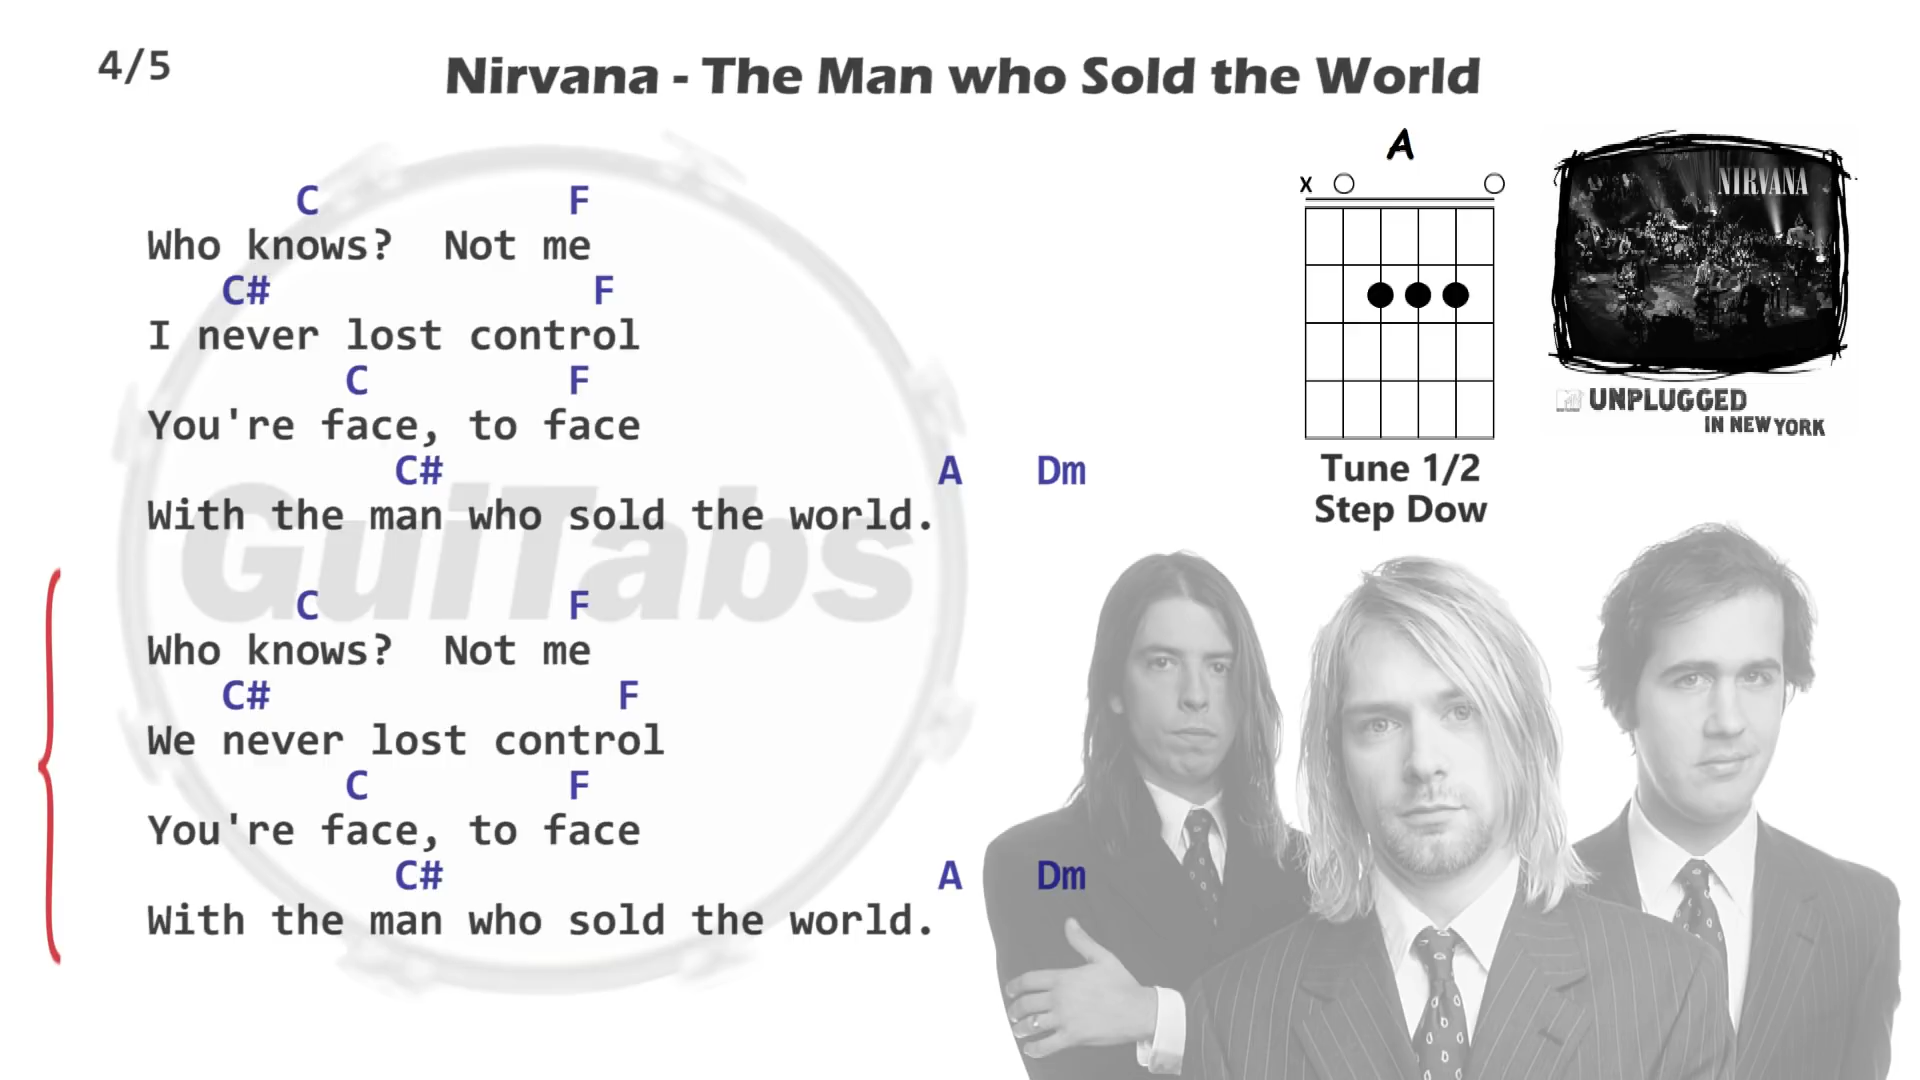 4/5
Nirvana - The Man who Sold the World
C F
Who knows? Not me
C# F
I never lost control
C F
You're face, to face
C# A Dm
With the man who sold the world.
C F
Who knows? Not me
C# F
We never lost control
C F
You're face, to face
C# A Dm
With the man who sold the world.
GuiTabs
A
x
Tune 1/2
Step Dow
NIRVANA
MTV UNPLUGGED
IN NEW YORK